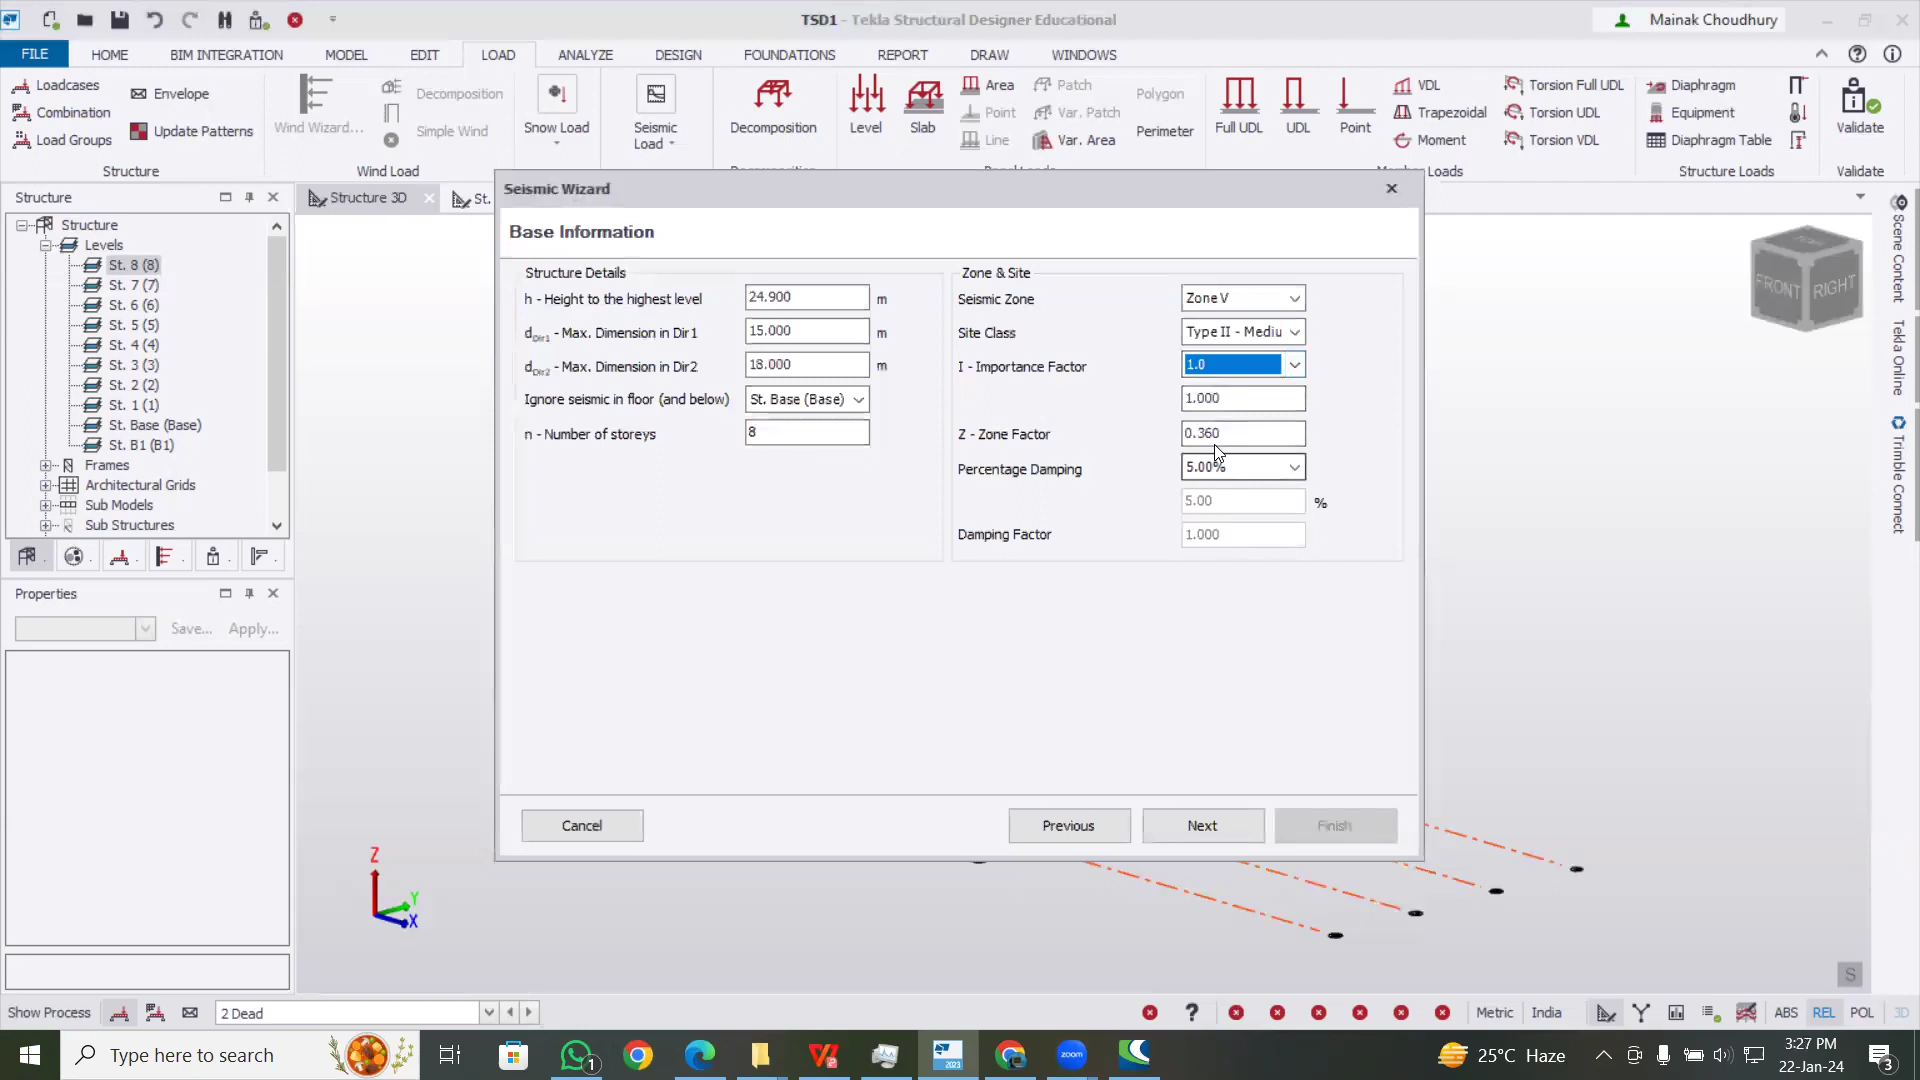 TSD1 - Tekla Structural Designer Educational
Mainak Choudhury
FILE HOME BIM INTEGRATION MODEL EDIT LOAD ANALYZE DESIGN FOUNDATIONS REPORT DRAW WINDOWS
Loadcases
Combination
Load Groups
Envelope
Update Patterns
Structure
Wind Wizard...
Decomposition
Simple Wind
Wind Load
Snow Load
Seismic
Load
Decomposition
Level
Slab
Area
Point
Line
Patch
Var. Patch
Var. Area
Polygon
Perimeter
Full UDL
UDL
Point
VDL
Trapezoidal
Moment
Torsion Full UDL
Torsion UDL
Torsion VDL
Diaphragm
Equipment
Diaphragm Table
Structure Loads
Validate
Validate
Structure
Structure 3D
St.
Structure
Levels
St. 8 (8)
St. 7 (7)
St. 6 (6)
St. 5 (5)
St. 4 (4)
St. 3 (3)
St. 2 (2)
St. 1 (1)
St. Base (Base)
St. B1 (B1)
Frames
Architectural Grids
Sub Models
Sub Structures
Properties
Save... Apply...
Seismic Wizard
Base Information
Structure Details
h - Height to the highest level 24.900 m
dDir1 - Max. Dimension in Dir1 15.000 m
dDir2 - Max. Dimension in Dir2 18.000 m
Ignore seismic in floor (and below) St. Base (Base)
n - Number of storeys 8
Zone & Site
Seismic Zone Zone V
Site Class Type II - Mediu
I - Importance Factor 1.0
1.000
Z - Zone Factor 0.360
Percentage Damping 5.00%
5.00 %
Damping Factor 1.000
Cancel Previous Next Finish
TOP
FRONT RIGHT
Scene Content
Tekla Online
Trimble Connect
Z
Y
X
S
Show Process 2 Dead Metric India ABS REL POL 3D
Type here to search
1
2023
zoom
25°C Haze
3:27 PM
22-Jan-24
3